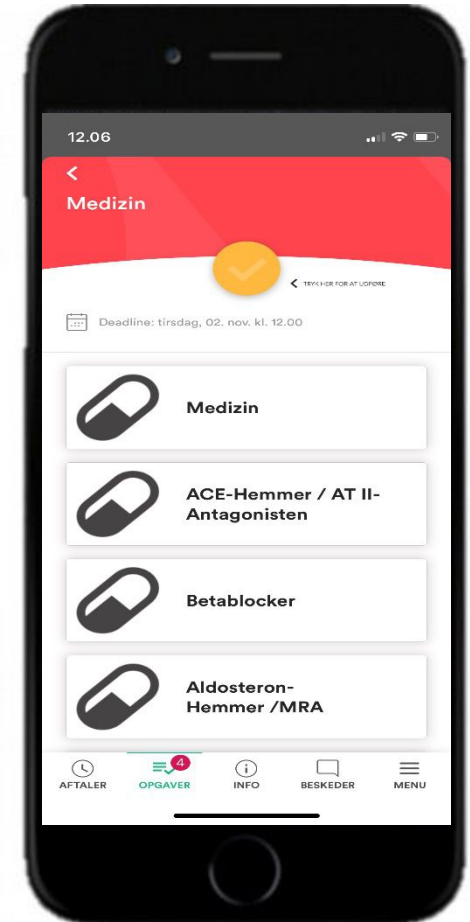 12.06
Medizin
TRYK HER FOR AT UDFØRE
Deadline: tirsdag, 02. nov. kl. 12.00
Medizin
ACE-Hemmer / AT II-
Antagonisten
Betablocker
Aldosteron-
Hemmer /MRA
4
AFTALER OPGAVER INFO BESKEDER MENU